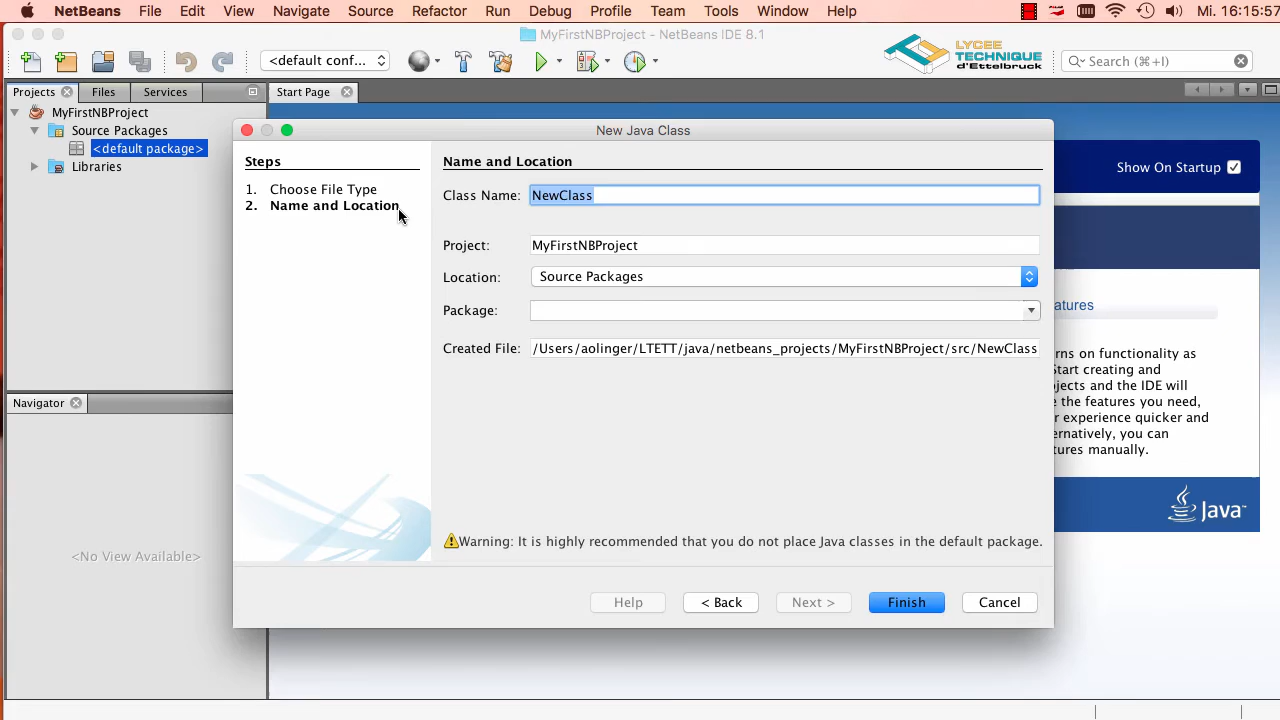 NetBeans File Edit View Navigate Source Refactor Run Debug Profile Team Tools Window Help Mi. 16:15:57
MyFirstNBProject - NetBeans IDE 8.1
<default conf...
LYCEE
TECHNIQUE
d'Ettelbruck
Search (⌘+I)
Projects Files Services Start Page
MyFirstNBProject
Source Packages
<default package>
Libraries
Navigator
<No View Available>
New Java Class
Steps
1. Choose File Type
2. Name and Location
Name and Location
Class Name: NewClass
Project: MyFirstNBProject
Location: Source Packages
Package:
Created File: /Users/aolinger/LTETT/java/netbeans_projects/MyFirstNBProject/src/NewClass
Warning: It is highly recommended that you do not place Java classes in the default package.
Help < Back Next > Finish Cancel
Show On Startup
atures
rns on functionality as
Start creating and
ojects and the IDE will
e the features you need,
r experience quicker and
ernatively, you can
tures manually.
Java